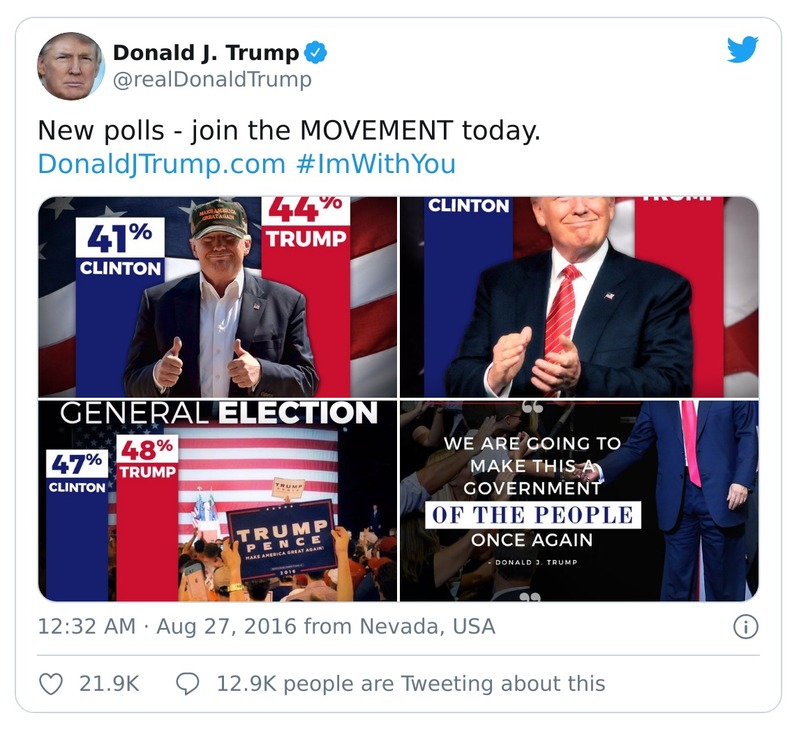 Donald J. Trump
@realDonaldTrump
New polls - join the MOVEMENT today.
DonaldJTrump.com #ImWithYou
41%
CLINTON
MAKE AMERICA
GREAT AGAIN
44%
TRUMP
CLINTON
TRUMP
GENERAL ELECTION
47%
CLINTON
48%
TRUMP
TRUMP
TRUMP
PENCE
MAKE AMERICA GREAT AGAIN!
2016
“
WE ARE GOING TO
MAKE THIS A
GOVERNMENT
OF THE PEOPLE
ONCE AGAIN
- DONALD J. TRUMP
”
12:32 AM · Aug 27, 2016 from Nevada, USA
21.9K
12.9K people are Tweeting about this